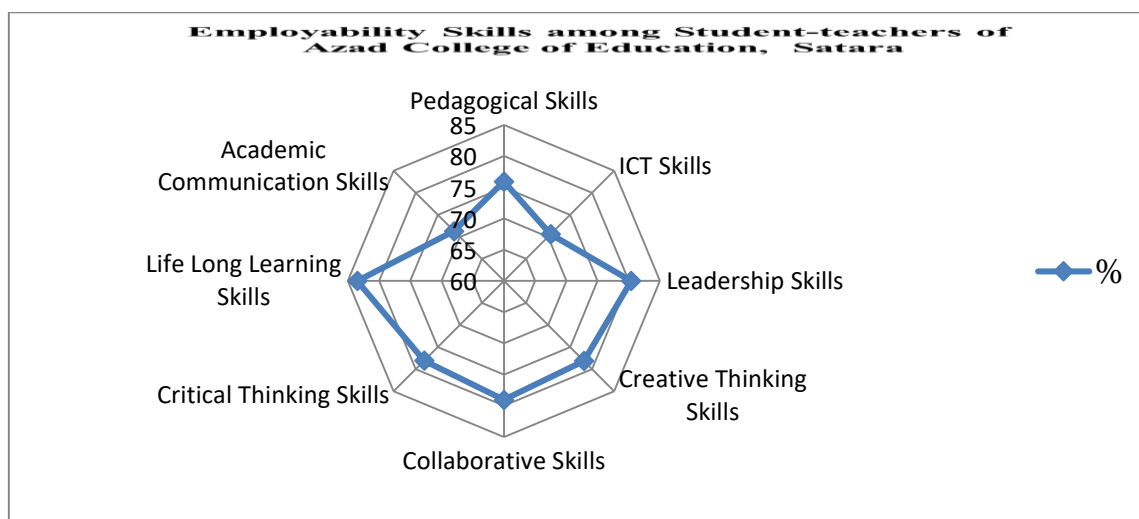 Employability Skills among Student-teachers of
Azad College of Education, Satara
Pedagogical Skills
85
80
75
70
65
60
ICT Skills
Leadership Skills
Creative Thinking
Skills
Collaborative Skills
Critical Thinking Skills
Life Long Learning
Skills
Academic
Communication Skills
%